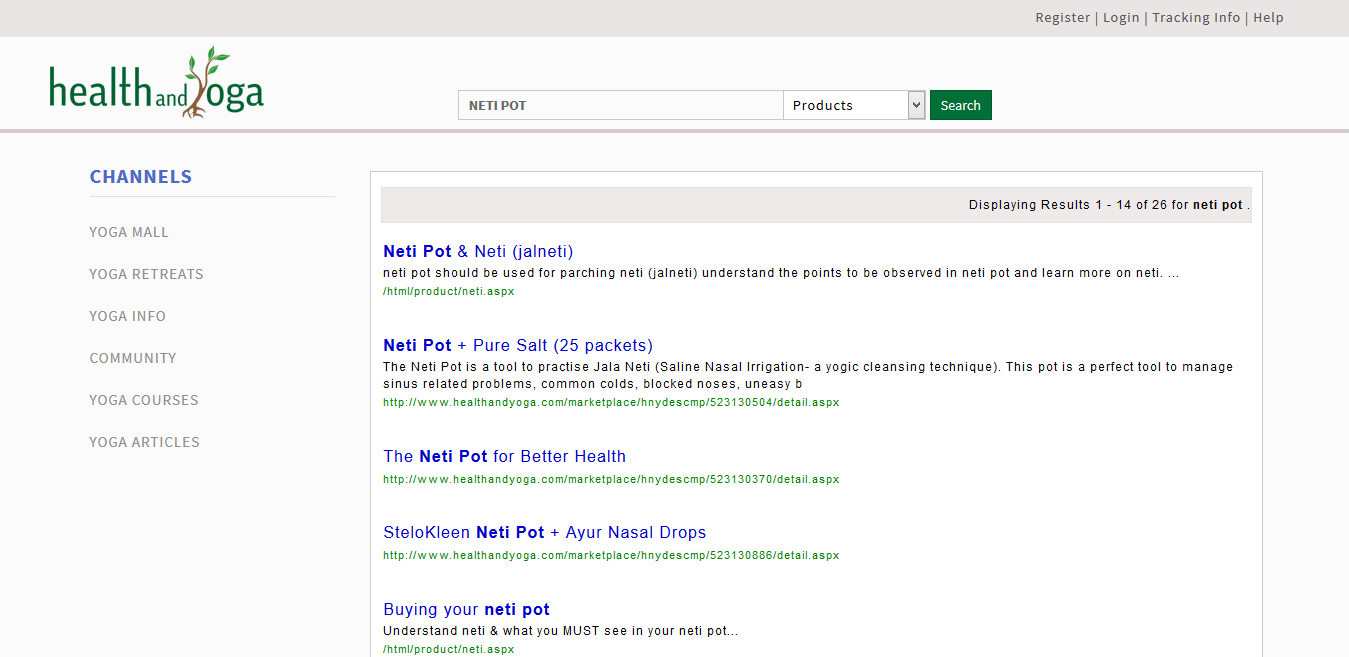 Register | Login | Tracking Info | Help
health and yoga
NETI POT
Products
Search
CHANNELS
YOGA MALL
YOGA RETREATS
YOGA INFO
COMMUNITY
YOGA COURSES
YOGA ARTICLES
Displaying Results 1 - 14 of 26 for neti pot .
Neti Pot & Neti (jalneti)
neti pot should be used for parching neti (jalneti) understand the points to be observed in neti pot and learn more on neti. ...
/html/product/neti.aspx
Neti Pot + Pure Salt (25 packets)
The Neti Pot is a tool to practise Jala Neti (Saline Nasal Irrigation- a yogic cleansing technique). This pot is a perfect tool to manage
sinus related problems, common colds, blocked noses, uneasy b
http://www.healthandyoga.com/marketplace/hnydescmp/523130504/detail.aspx
The Neti Pot for Better Health
http://www.healthandyoga.com/marketplace/hnydescmp/523130370/detail.aspx
SteloKleen Neti Pot + Ayur Nasal Drops
http://www.healthandyoga.com/marketplace/hnydescmp/523130886/detail.aspx
Buying your neti pot
Understand neti & what you MUST see in your neti pot...
/html/product/neti.aspx